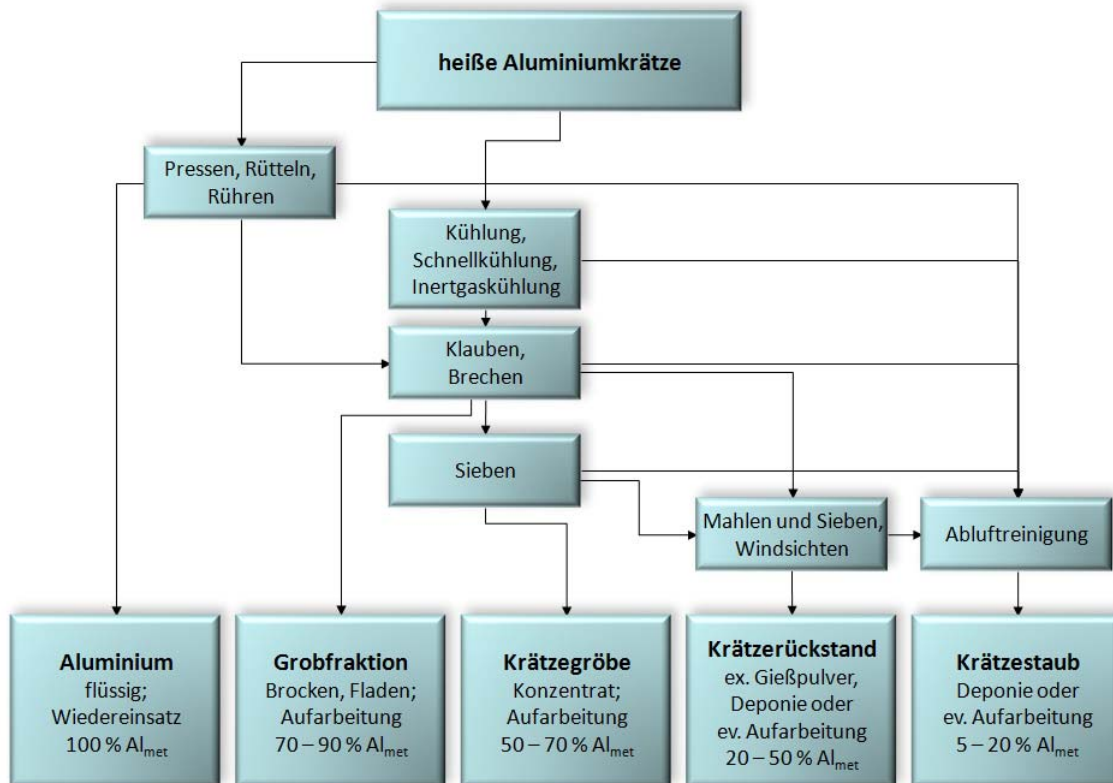 heiße Aluminiumkrätze
Pressen, Rütteln,
Rühren
Kühlung,
Schnellkühlung,
Inertgaskühlung
Klauben,
Brechen
Sieben
Mahlen und Sieben,
Windsichten
Abluftreinigung
Aluminium
flüssig;
Wiedereinsatz
100 % Almet
Grobfraktion
Brocken, Fladen;
Aufarbeitung
70 – 90 % Almet
Krätzegröbe
Konzentrat;
Aufarbeitung
50 – 70 % Almet
Krätzerückstand
ex. Gießpulver,
Deponie oder
ev. Aufarbeitung
20 – 50 % Almet
Krätzestaub
Deponie oder
ev. Aufarbeitung
5 – 20 % Almet